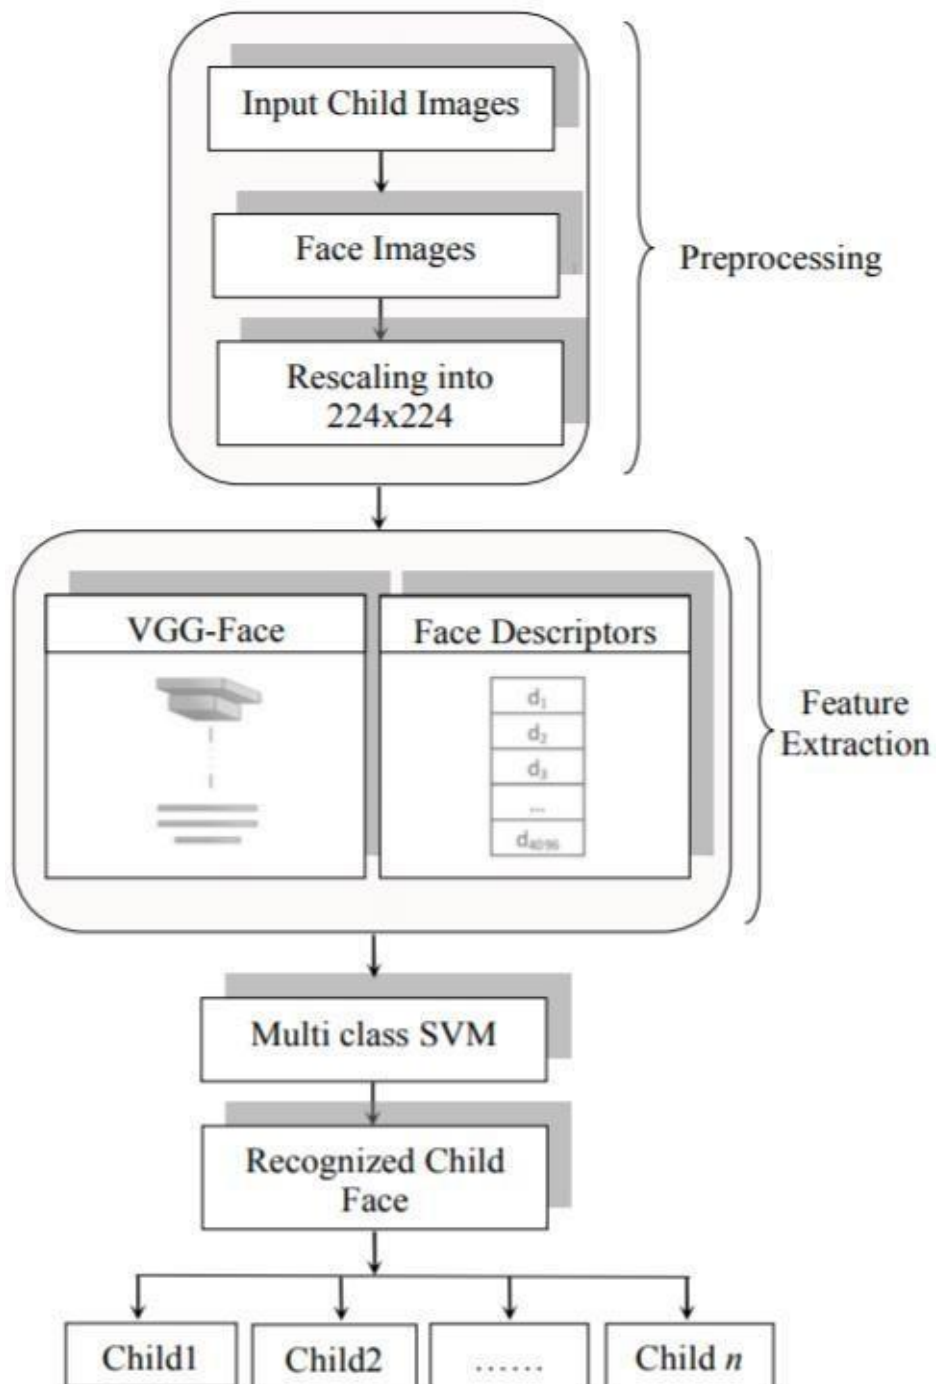 Input Child Images
Face Images
Preprocessing
Rescaling into
224x224
VGG-Face
Face Descriptors
d₁
d₂
d₃
...
d₄₀₉₆
Feature
Extraction
Multi class SVM
Recognized Child
Face
Child1
Child2
......
Child n